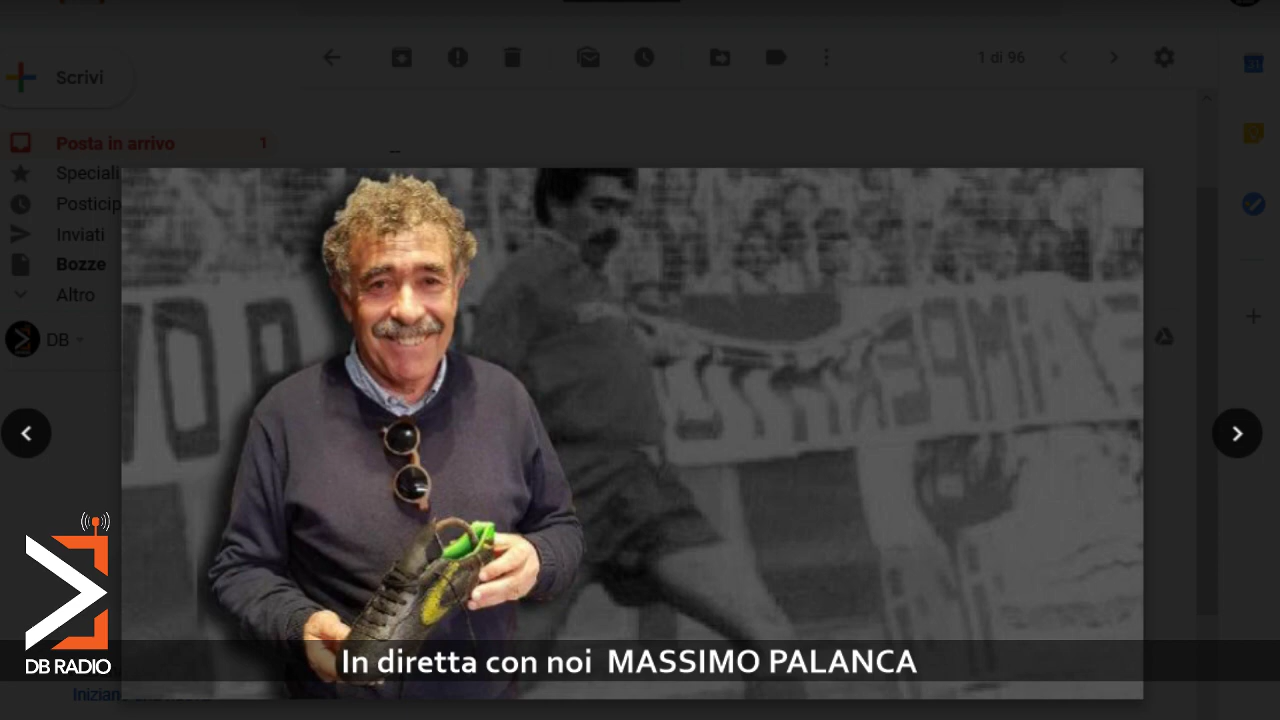 Scrivi
1 di 96
Posta in arrivo 1
Speciali
Posticip
Inviati
Bozze
Altro
DB
DB RADIO
In diretta con noi MASSIMO PALANCA